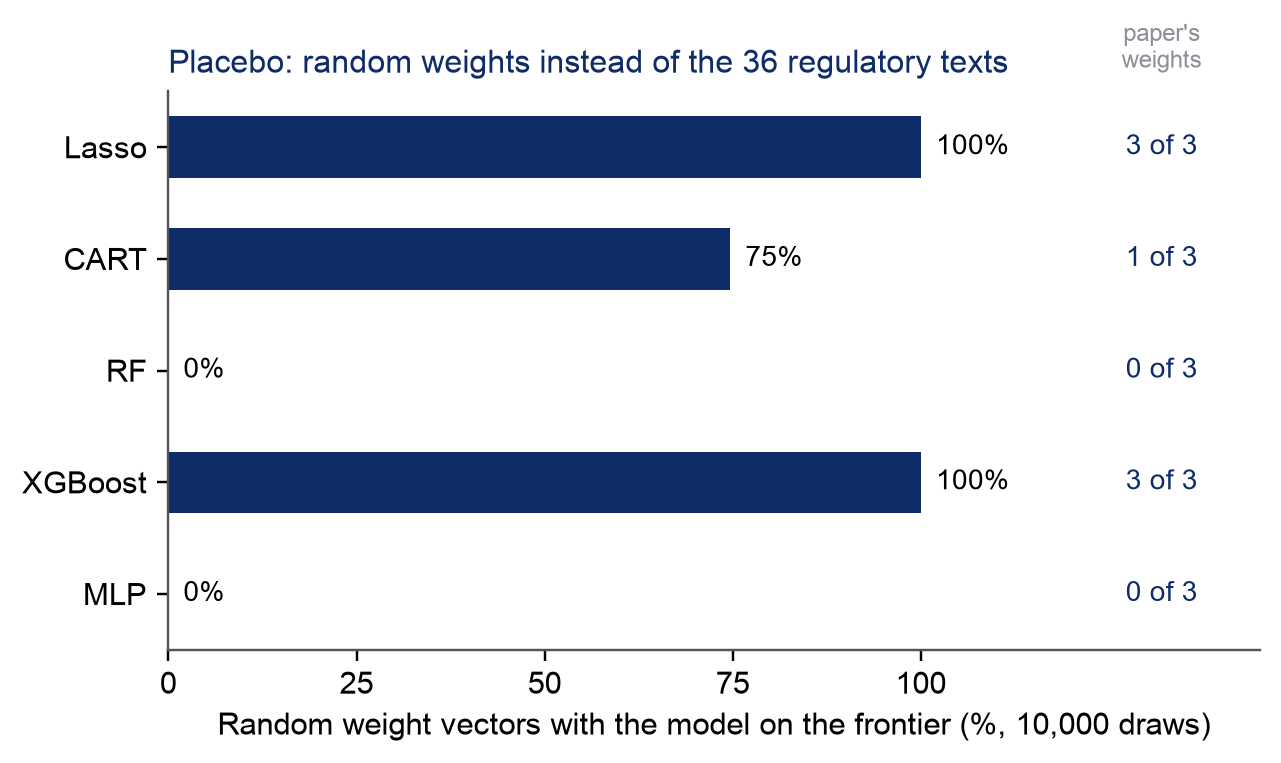 paper's
weights
Placebo: random weights instead of the 36 regulatory texts
Lasso 100% 3 of 3
CART 75% 1 of 3
RF 0% 0 of 3
XGBoost 100% 3 of 3
MLP 0% 0 of 3
0 25 50 75 100
Random weight vectors with the model on the frontier (%, 10,000 draws)